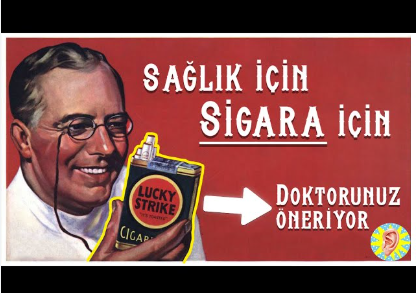 SAĞLIK İÇİN
SİGARA İÇİN
LUCKY
STRIKE
CIGAR
DOKTORUNUZ
ÖNERİYOR